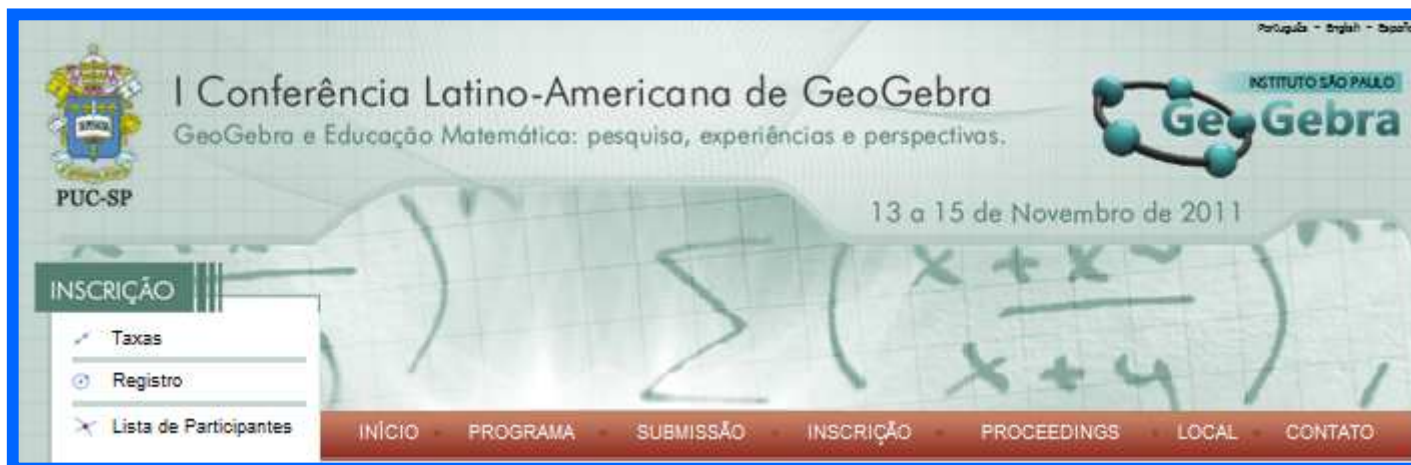 Português - English - Español
I Conferência Latino-Americana de GeoGebra
GeoGebra e Educação Matemática: pesquisa, experiências e perspectivas.
INSTITUTO SÃO PAULO
GeoGebra
PUC-SP
13 a 15 de Novembro de 2011
x + x
x + y
INSCRIÇÃO
Taxas
Registro
Lista de Participantes
INÍCIO - PROGRAMA - SUBMISSÃO - INSCRIÇÃO - PROCEEDINGS - LOCAL - CONTATO